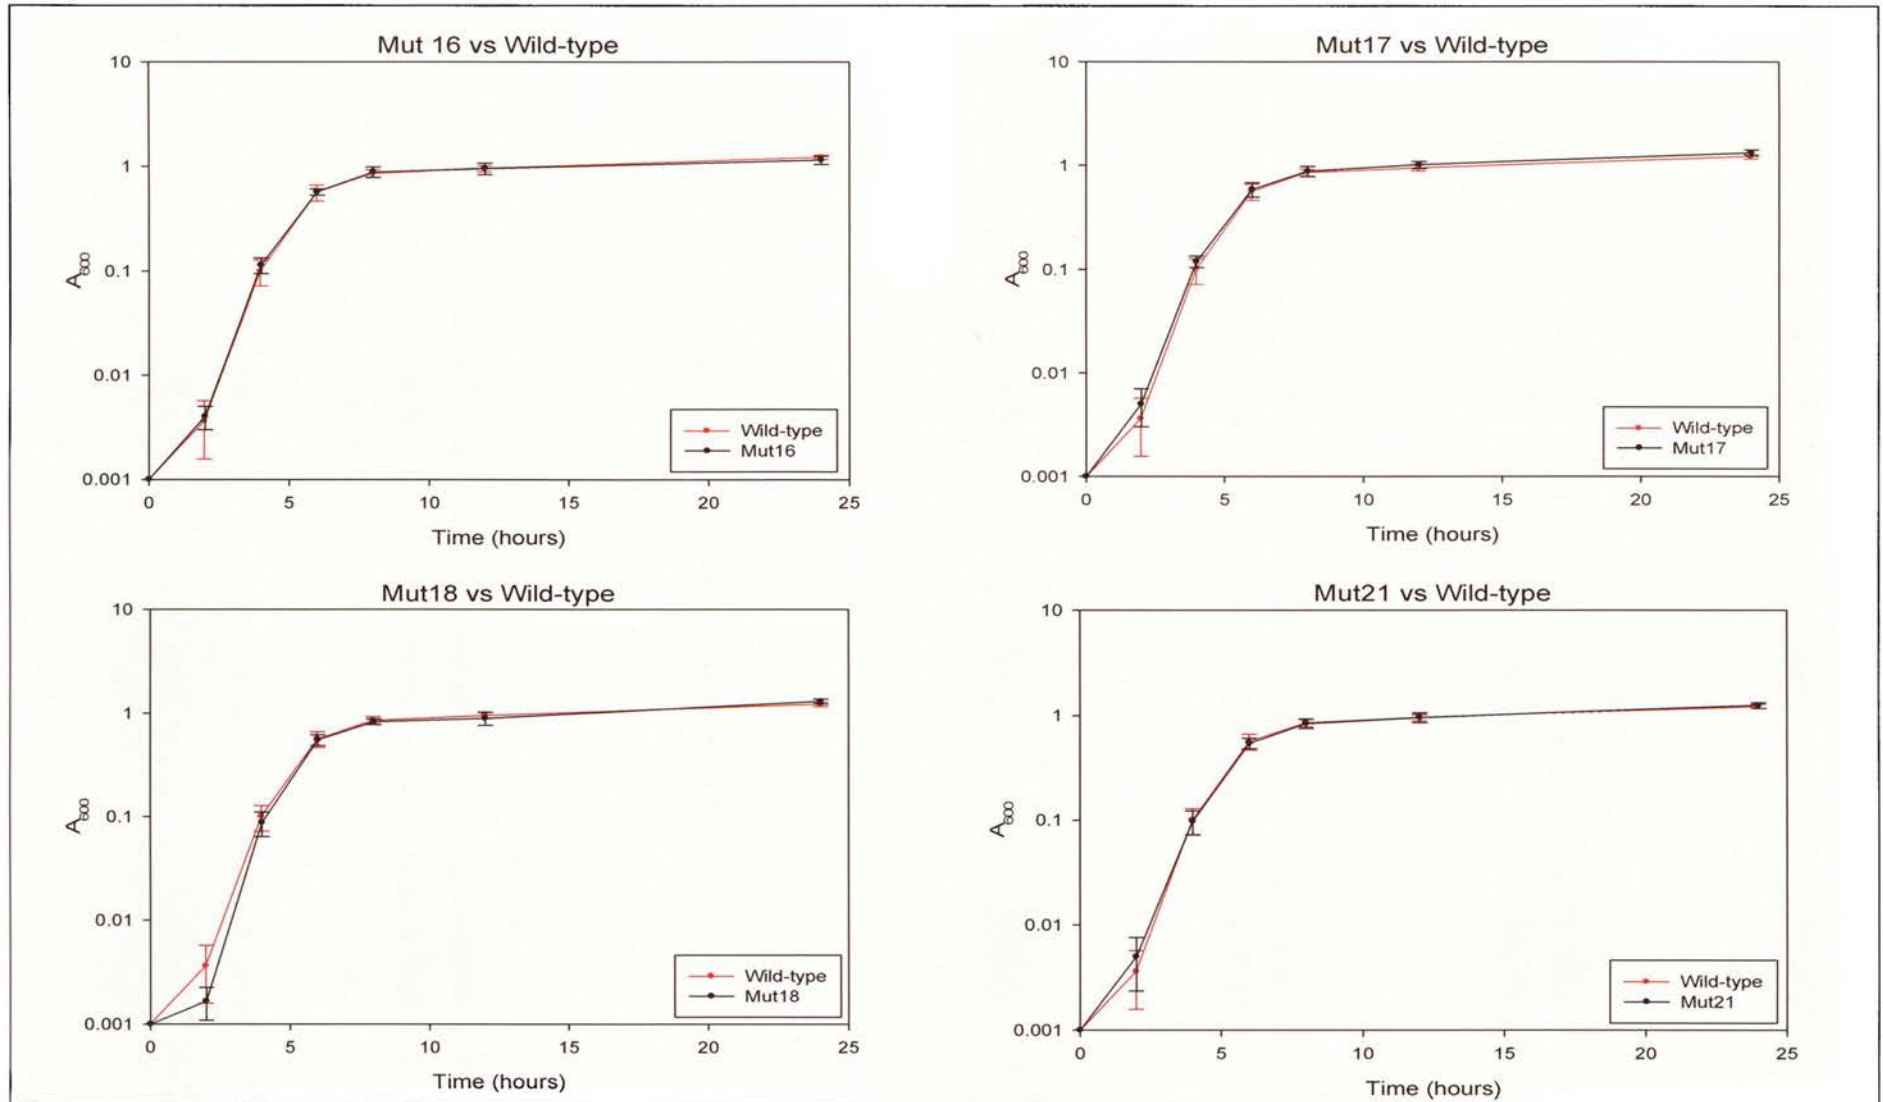 Mut 16 vs Wild-type
10
1
0.1
0.01
0.001
A600
0 5 10 15 20 25
Time (hours)
Wild-type
Mut16
Mut17 vs Wild-type
10
1
0.1
0.01
0.001
A600
0 5 10 15 20 25
Time (hours)
Wild-type
Mut17
Mut18 vs Wild-type
10
1
0.1
0.01
0.001
A600
0 5 10 15 20 25
Time (hours)
Wild-type
Mut18
Mut21 vs Wild-type
10
1
0.1
0.01
0.001
A600
0 5 10 15 20 25
Time (hours)
Wild-type
Mut21